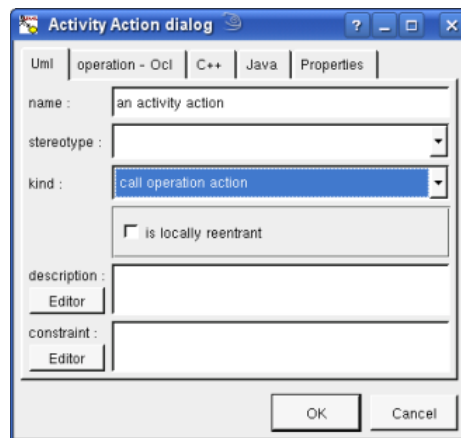 Activity Action dialog
Uml operation - Ocl C++ Java Properties
name : an activity action
stereotype :
kind : call operation action
is locally reentrant
description :
Editor
constraint :
Editor
OK Cancel